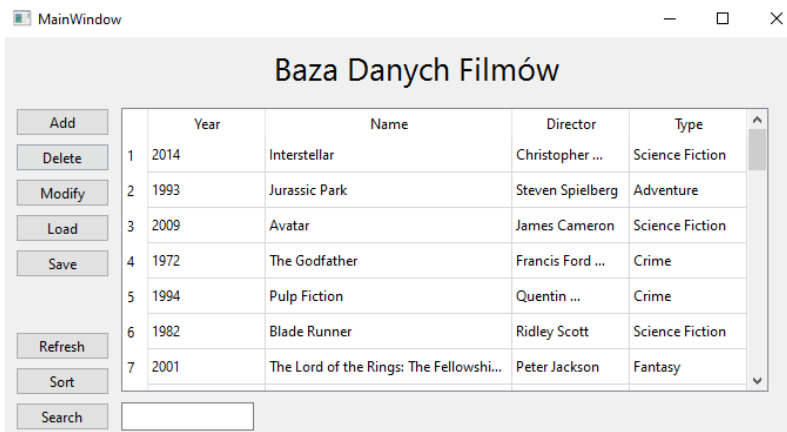 MainWindow
Baza Danych Filmów
Add
Delete
Modify
Load
Save
Refresh
Sort
Search
Year Name Director Type
1 2014 Interstellar Christopher ... Science Fiction
2 1993 Jurassic Park Steven Spielberg Adventure
3 2009 Avatar James Cameron Science Fiction
4 1972 The Godfather Francis Ford ... Crime
5 1994 Pulp Fiction Quentin ... Crime
6 1982 Blade Runner Ridley Scott Science Fiction
7 2001 The Lord of the Rings: The Fellowshi... Peter Jackson Fantasy